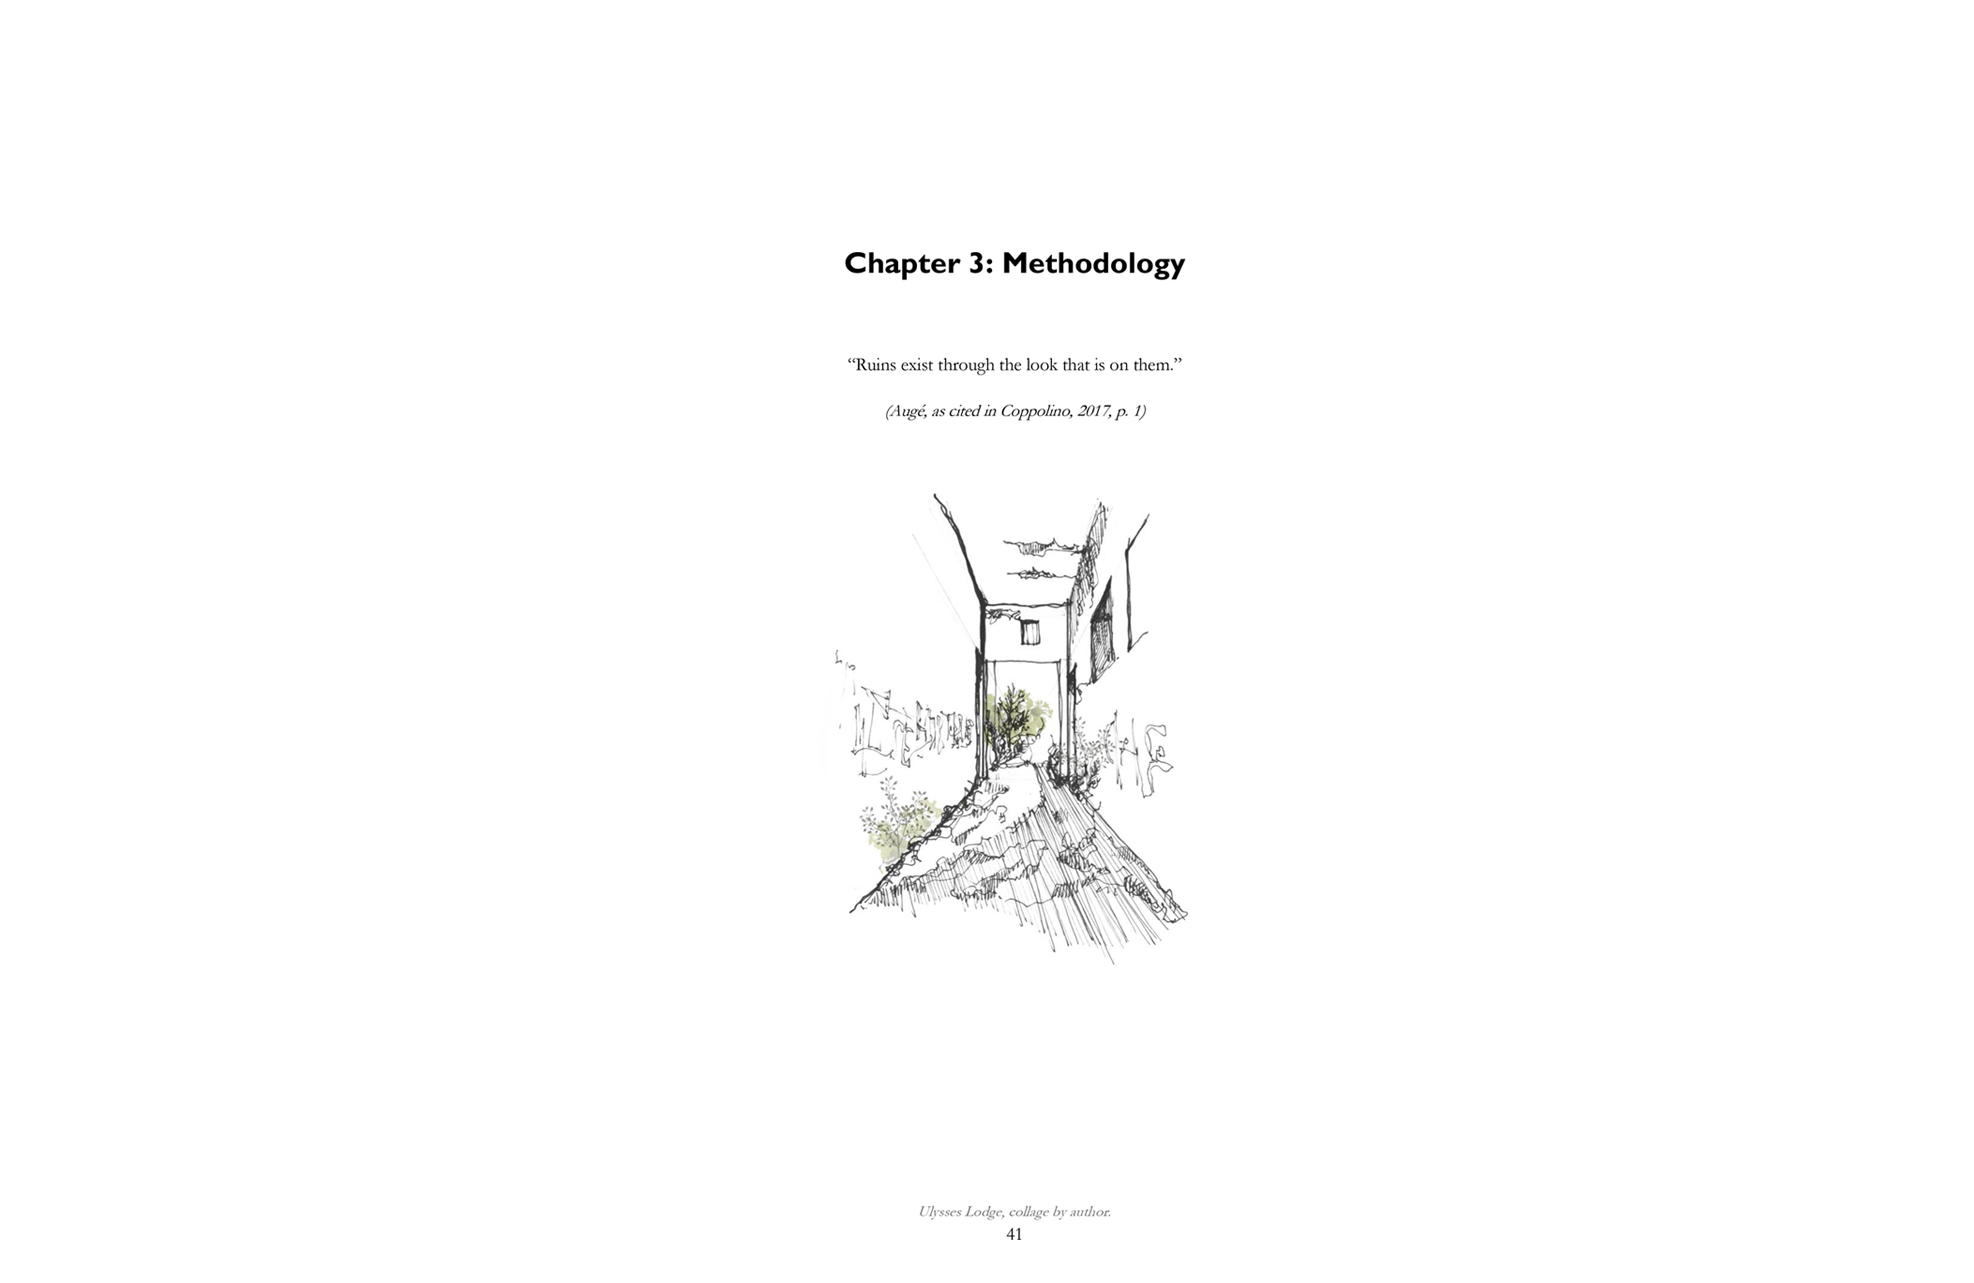 Chapter 3: Methodology
“Ruins exist through the look that is on them.”
(Augé, as cited in Coppolino, 2017, p. 1)
Ulysses Lodge, collage by author.
41